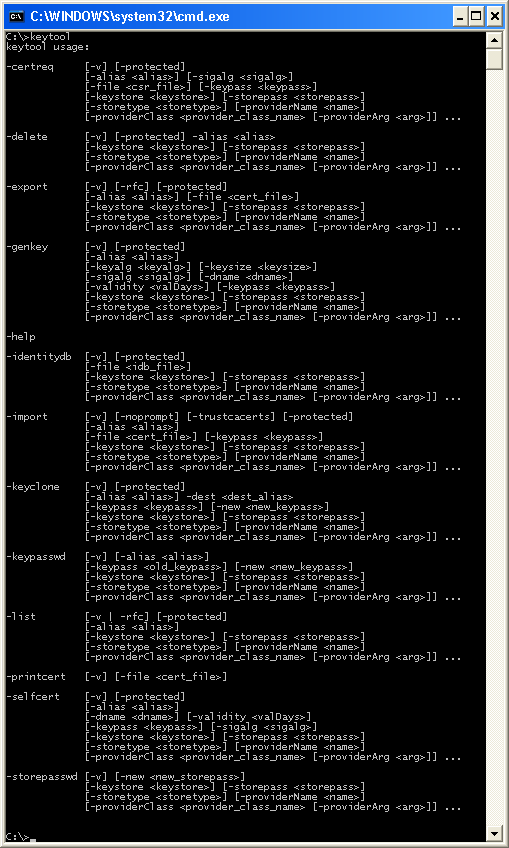 C:\WINDOWS\system32\cmd.exe
C:\>keytool
keytool usage:
-certreq [-v] [-protected]
[-alias <alias>] [-sigalg <sigalg>]
[-file <csr_file>] [-keypass <keypass>]
[-keystore <keystore>] [-storepass <storepass>]
[-storetype <storetype>] [-providerName <name>]
[-providerClass <provider_class_name> [-providerArg <arg>]] ...
-delete [-v] [-protected] -alias <alias>
[-keystore <keystore>] [-storepass <storepass>]
[-storetype <storetype>] [-providerName <name>]
[-providerClass <provider_class_name> [-providerArg <arg>]] ...
-export [-v] [-rfc] [-protected]
[-alias <alias>] [-file <cert_file>]
[-keystore <keystore>] [-storepass <storepass>]
[-storetype <storetype>] [-providerName <name>]
[-providerClass <provider_class_name> [-providerArg <arg>]] ...
-genkey [-v] [-protected]
[-alias <alias>]
[-keyalg <keyalg>] [-keysize <keysize>]
[-sigalg <sigalg>] [-dname <dname>]
[-validity <valDays>] [-keypass <keypass>]
[-keystore <keystore>] [-storepass <storepass>]
[-storetype <storetype>] [-providerName <name>]
[-providerClass <provider_class_name> [-providerArg <arg>]] ...
-help
-identitydb [-v] [-protected]
[-file <idb_file>]
[-keystore <keystore>] [-storepass <storepass>]
[-storetype <storetype>] [-providerName <name>]
[-providerClass <provider_class_name> [-providerArg <arg>]] ...
-import [-v] [-noprompt] [-trustcacerts] [-protected]
[-alias <alias>]
[-file <cert_file>] [-keypass <keypass>]
[-keystore <keystore>] [-storepass <storepass>]
[-storetype <storetype>] [-providerName <name>]
[-providerClass <provider_class_name> [-providerArg <arg>]] ...
-keyclone [-v] [-protected]
[-alias <alias>] -dest <dest_alias>
[-keypass <keypass>] [-new <new_keypass>]
[-keystore <keystore>] [-storepass <storepass>]
[-storetype <storetype>] [-providerName <name>]
[-providerClass <provider_class_name> [-providerArg <arg>]] ...
-keypasswd [-v] [-alias <alias>]
[-keypass <old_keypass>] [-new <new_keypass>]
[-keystore <keystore>] [-storepass <storepass>]
[-storetype <storetype>] [-providerName <name>]
[-providerClass <provider_class_name> [-providerArg <arg>]] ...
-list [-v | -rfc] [-protected]
[-alias <alias>]
[-keystore <keystore>] [-storepass <storepass>]
[-storetype <storetype>] [-providerName <name>]
[-providerClass <provider_class_name> [-providerArg <arg>]] ...
-printcert [-v] [-file <cert_file>]
-selfcert [-v] [-protected]
[-alias <alias>]
[-dname <dname>] [-validity <valDays>]
[-keypass <keypass>] [-sigalg <sigalg>]
[-keystore <keystore>] [-storepass <storepass>]
[-storetype <storetype>] [-providerName <name>]
[-providerClass <provider_class_name> [-providerArg <arg>]] ...
-storepasswd [-v] [-new <new_storepass>]
[-keystore <keystore>] [-storepass <storepass>]
[-storetype <storetype>] [-providerName <name>]
[-providerClass <provider_class_name> [-providerArg <arg>]] ...
C:\>_